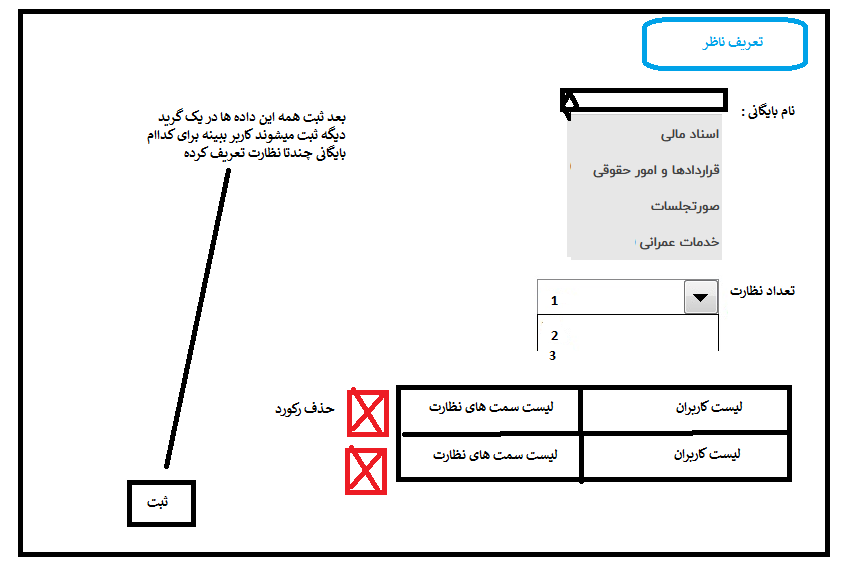 تعریف ناظر
نام بایگانی :
اسناد مالی
قراردادها و امور حقوقی
صورتجلسات
خدمات عمرانی
بعد ثبت همه این داده ها در یک گرید
دیگه ثبت میشوند کاربر ببینه برای کداام
بایگانی چندتا نظارت تعریف کرده
تعداد نظارت
1
2
3
لیست کاربران لیست سمت های نظارت حذف رکورد
لیست کاربران لیست سمت های نظارت
ثبت